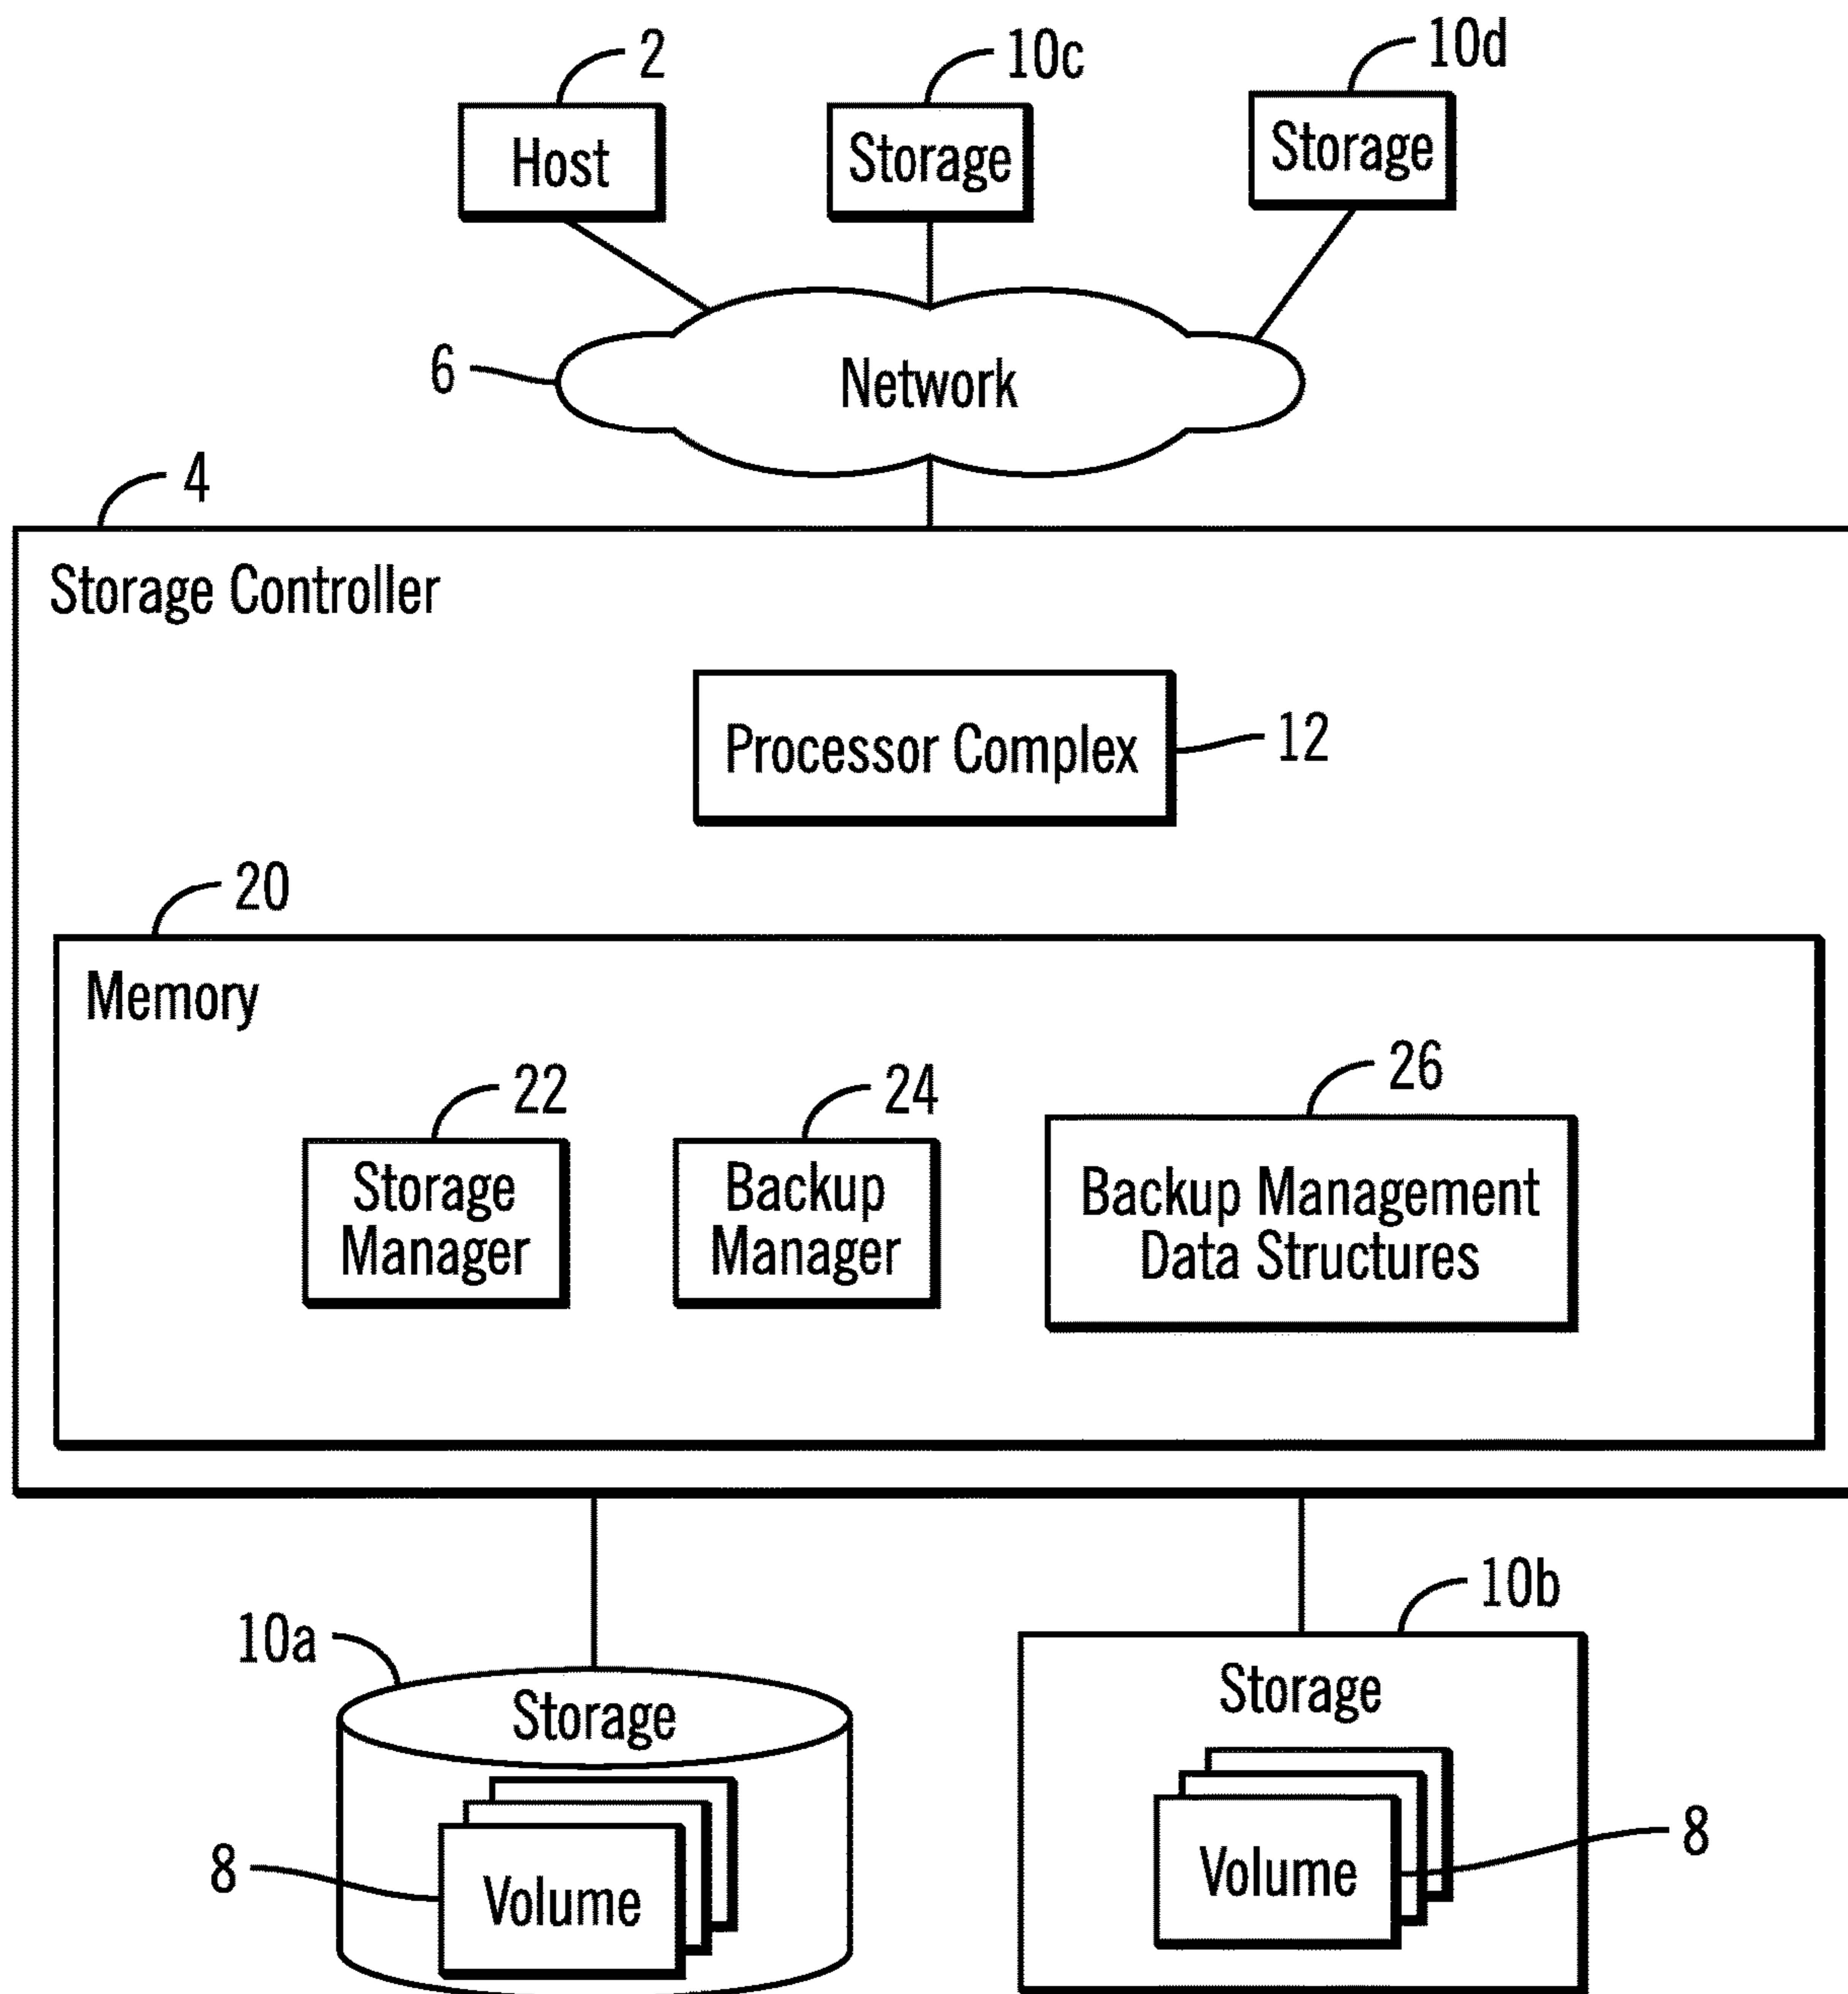 2
10c
10d
Host
Storage
Storage
6
Network
4
Storage Controller
Processor Complex
12
20
Memory
22
24
26
Storage
Manager
Backup
Manager
Backup Management
Data Structures
10a
10b
Storage
Storage
8
Volume
Volume
8